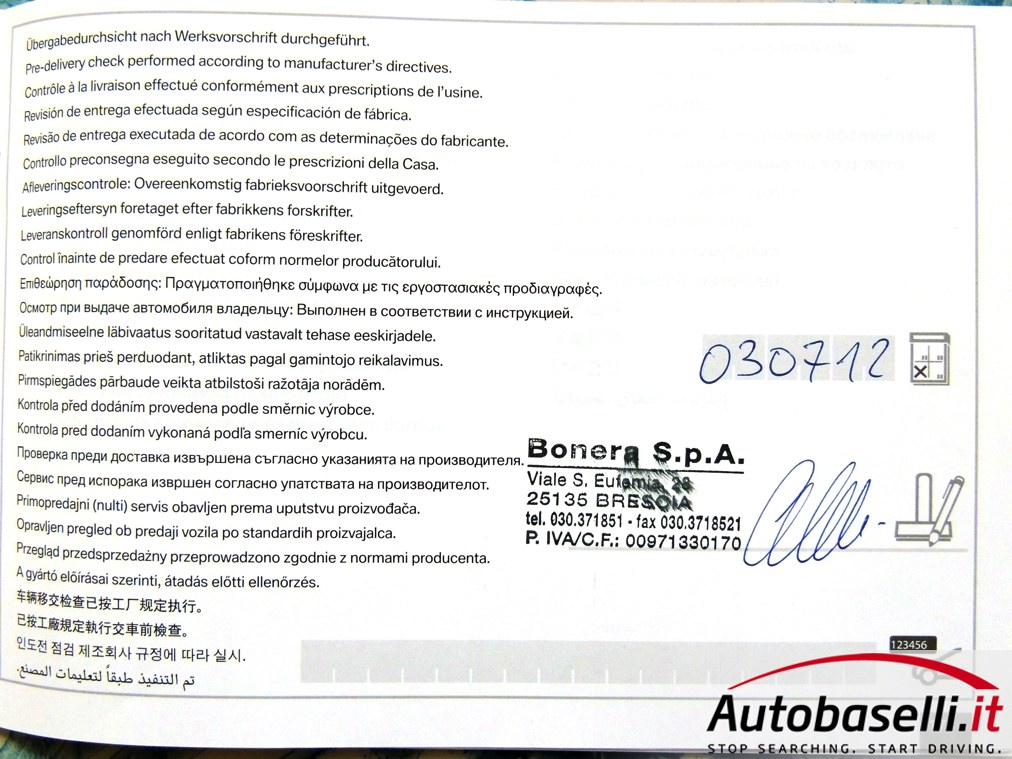 Übergabedurchsicht nach Werksvorschrift durchgeführt.
Pre-delivery check performed according to manufacturer's directives.
Contrôle à la livraison effectué conformément aux prescriptions de l'usine.
Revisión de entrega efectuada según especificación de fábrica.
Revisão de entrega executada de acordo com as determinações do fabricante.
Controllo preconsegna eseguito secondo le prescrizioni della Casa.
Afleveringscontrole: Overeenkomstig fabrieksvoorschrift uitgevoerd.
Leveringseftersyn foretaget efter fabrikkens forskrifter.
Leveranskontroll genomförd enligt fabrikens föreskrifter.
Control înainte de predare efectuat coform normelor producătorului.
Επιθεώρηση παράδοσης: Πραγματοποιήθηκε σύμφωνα με τις εργοστασιακές προδιαγραφές.
Осмотр при выдаче автомобиля владельцу: Выполнен в соответствии с инструкцией.
Üleandmiseelne läbivaatus sooritatud vastavalt tehase eeskirjadele.
Patikrinimas prieš perduodant, atliktas pagal gamintojo reikalavimus.
Pirmspiegādes pārbaude veikta atbilstoši ražotāja norādēm.
Kontrola před dodáním provedena podle směrnic výrobce.
Kontrola pred dodaním vykonaná podľa smerníc výrobcu.
Проверка преди доставка извършена съгласно указанията на производителя.
Сервис пред испорака извршен согласно упатствата на производителот.
Primopredajni (nulti) servis obavljen prema uputstvu proizvođača.
Opravljen pregled ob predaji vozila po standardih proizvajalca.
Przegląd przedsprzedażny przeprowadzono zgodnie z normami producenta.
A gyártó előírásai szerinti, átadás előtti ellenőrzés.
车辆移交检查已按工厂规定执行。
已按工廠規定執行交車前檢查。
인도전 점검 제조회사 규정에 따라 실시.
تم التنفيذ طبقاً لتعليمات المصنع.
030712
Bonera S.p.A.
Viale S. Eufemia, 26
25135 BRESCIA
tel. 030.371851 - fax 030.3718521
P. IVA/C.F.: 00971330170
123456
Autobaselli.it
STOP SEARCHING. START DRIVING.